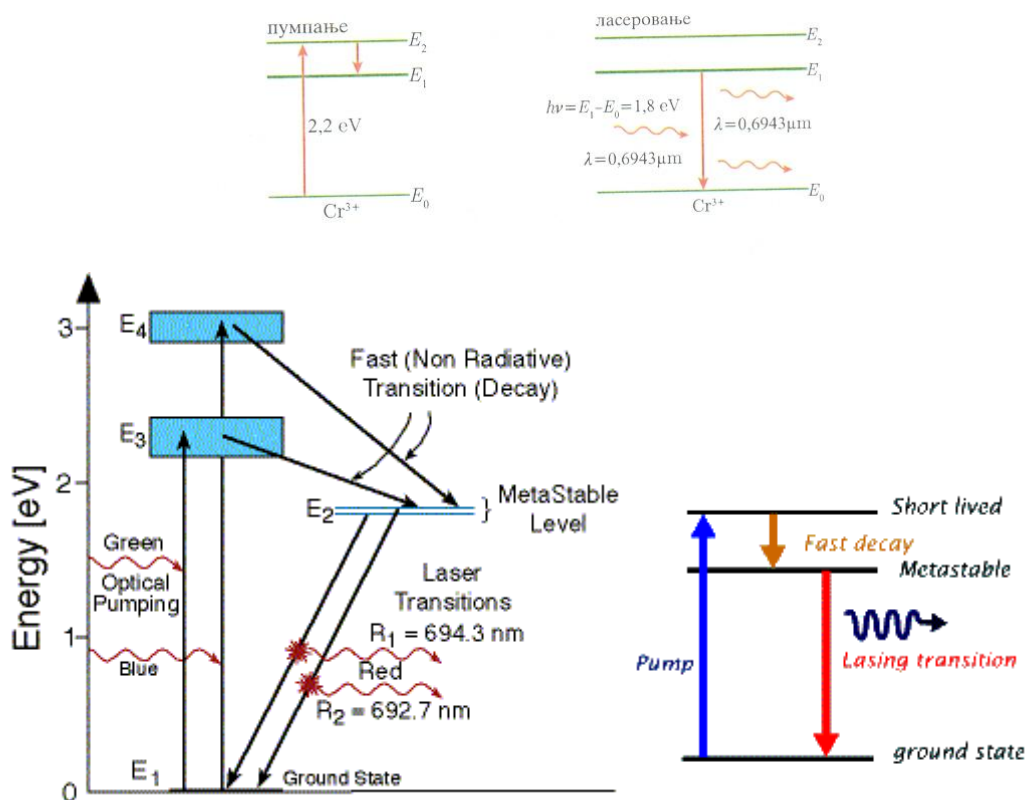 пумпање
E₂
E₁
2,2 eV
E₀
Cr³⁺
ласеровање
E₂
E₁
hν=E₁–E₀=1,8 eV
λ=0,6943μm
λ=0,6943μm
E₀
Cr³⁺
Energy [eV]
3
2
1
0
E₄
E₃
Fast (Non Radiative)
Transition (Decay)
E₂
MetaStable
Level
Green
Optical
Pumping
Blue
Laser
Transitions
R₁ = 694.3 nm
Red
R₂ = 692.7 nm
E₁
Ground State
Short lived
Fast decay
Metastable
Pump
Lasing transition
ground state